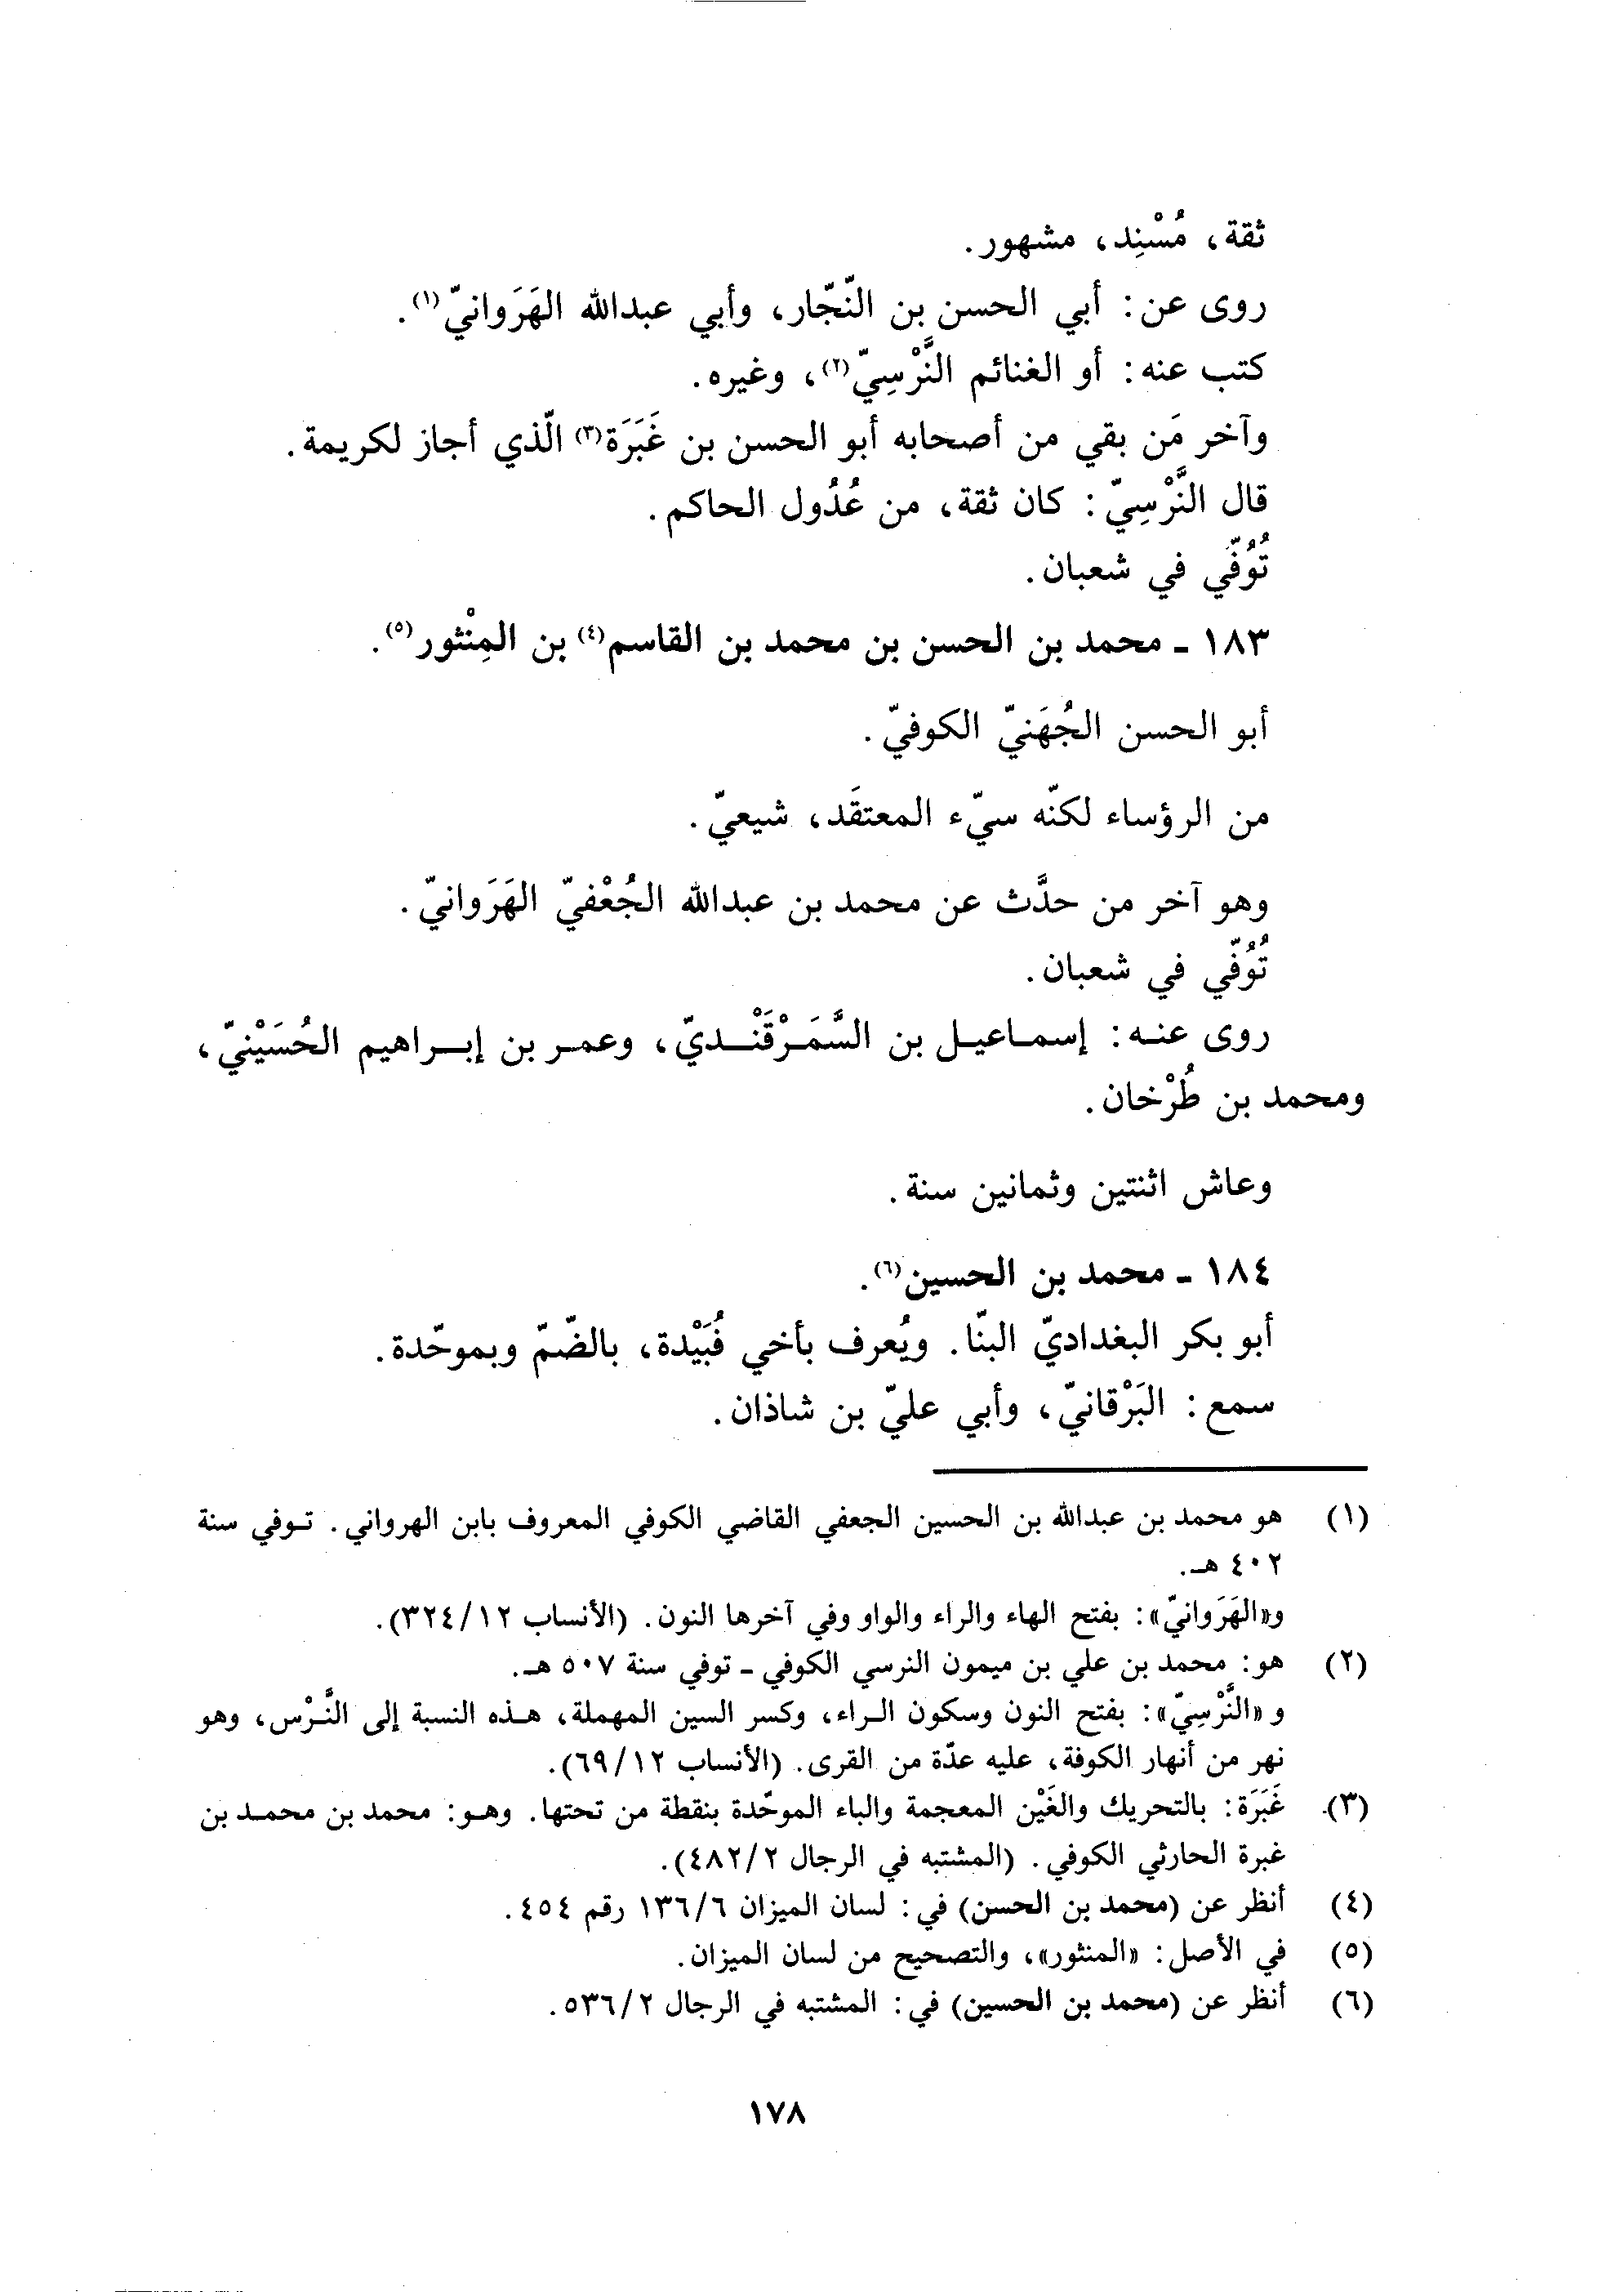 ثقة، مُسْنِد، مشهور.
روى عن: أبي الحسن بن النّجّار، وأبي عبدالله الهَرَوانيّ(١).
كتب عنه: أو الغنائم النَّرْسِيّ(٢)، وغيره.
وآخر مَن بقي من أصحابه أبو الحسن بن غَبَرَة(٣) الّذي أجاز لكريمة.
قال النَّرْسِيّ: كان ثقة، من عُدُول الحاكم.
تُوُفّي في شعبان.
١٨٣ ـ محمد بن الحسن بن محمد بن القاسم(٤) بن المِنْثور(٥).
أبو الحسن الجُهَنيّ الكوفيّ.
من الرؤساء لكنّه سيّء المعتقَد، شيعيّ.
وهو آخر من حدَّث عن محمد بن عبدالله الجُعْفيّ الهَرَوانيّ.
تُوُفّي في شعبان.
روى عنه: إسماعيل بن السَّمَرْقَنْديّ، وعمر بن إبراهيم الحُسَيْنيّ،
ومحمد بن طُرْخان.
وعاش اثنتين وثمانين سنة.
١٨٤ ـ محمد بن الحسين(٦).
أبو بكر البغداديّ البنّا. ويُعرف بأخي قُبَيْدة، بالضّمّ وبموحّدة.
سمع: البَرْقانيّ، وأبي عليّ بن شاذان.
(١) هو محمد بن عبدالله بن الحسين الجعفي القاضي الكوفي المعروف بابن الهرواني. توفي سنة
٤٠٢ هـ.
و«الهَرَوانيّ»: بفتح الهاء والراء والواو وفي آخرها النون. (الأنساب ٣٢٤/١٢).
(٢) هو: محمد بن علي بن ميمون النرسي الكوفي ـ توفي سنة ٥٠٧ هـ.
و «النَّرْسِيّ»: بفتح النون وسكون الراء، وكسر السين المهملة، هذه النسبة إلى النَّرْس، وهو
نهر من أنهار الكوفة، عليه عدّة من القرى. (الأنساب ٦٩/١٢).
(٣) غَبَرَة: بالتحريك والغَيْن المعجمة والباء الموحّدة بنقطة من تحتها. وهو: محمد بن محمد بن
غبرة الحارثي الكوفي. (المشتبه في الرجال ٤٨٢/٢).
(٤) أنظر عن (محمد بن الحسن) في: لسان الميزان ١٣٦/٦ رقم ٤٥٤.
(٥) في الأصل: «المنثور»، والتصحيح من لسان الميزان.
(٦) أنظر عن (محمد بن الحسين) في: المشتبه في الرجال ٥٣٦/٢.
١٧٨